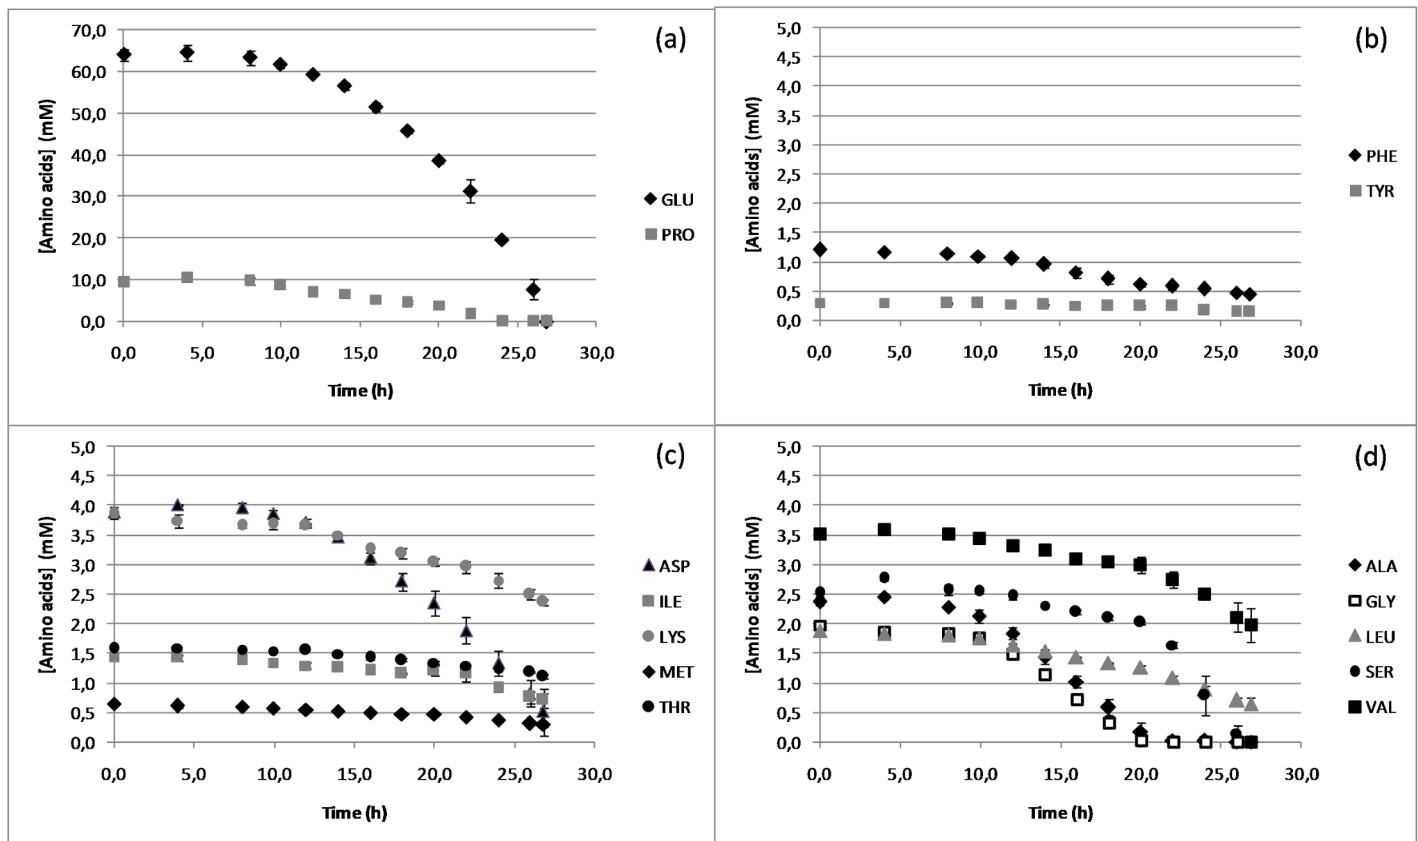 (a)
[Amino acids] (mM)
70,0
60,0
50,0
40,0
30,0
20,0
10,0
0,0
0,0 5,0 10,0 15,0 20,0 25,0 30,0
Time (h)
GLU
PRO
(b)
[Amino acids] (mM)
5,0
4,5
4,0
3,5
3,0
2,5
2,0
1,5
1,0
0,5
0,0
0,0 5,0 10,0 15,0 20,0 25,0 30,0
Time (h)
PHE
TYR
(c)
[Amino acids] (mM)
5,0
4,5
4,0
3,5
3,0
2,5
2,0
1,5
1,0
0,5
0,0
0,0 5,0 10,0 15,0 20,0 25,0 30,0
Time (h)
ASP
ILE
LYS
MET
THR
(d)
[Amino acids] (mM)
5,0
4,5
4,0
3,5
3,0
2,5
2,0
1,5
1,0
0,5
0,0
0,0 5,0 10,0 15,0 20,0 25,0 30,0
Time (h)
ALA
GLY
LEU
SER
VAL